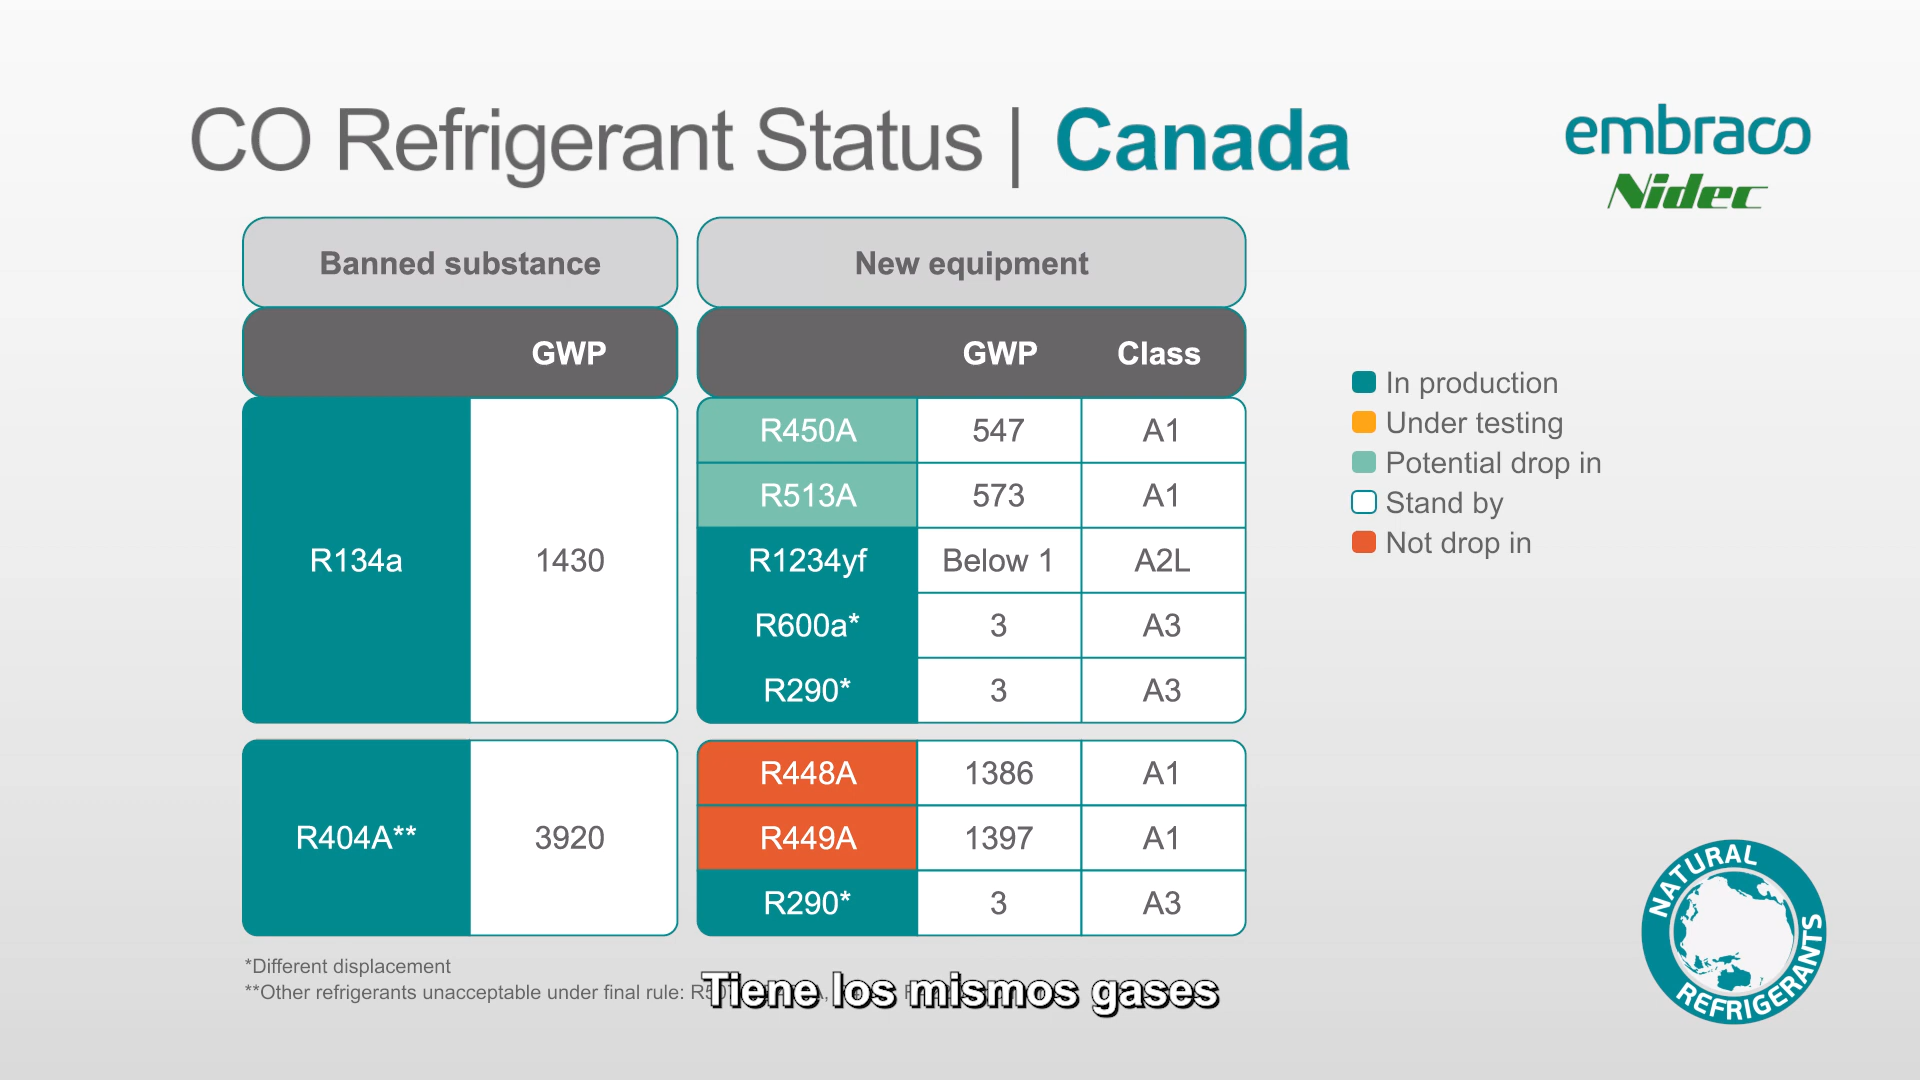 CO Refrigerant Status | Canada
embraco
Nidec
Banned substance
New equipment
GWP
GWP Class
R134a 1430
R450A 547 A1
R513A 573 A1
R1234yf Below 1 A2L
R600a* 3 A3
R290* 3 A3
R404A** 3920
R448A 1386 A1
R449A 1397 A1
R290* 3 A3
In production
Under testing
Potential drop in
Stand by
Not drop in
*Different displacement
**Other refrigerants unacceptable under final rule:
Tiene los mismos gases
NATURAL
REFRIGERANTS